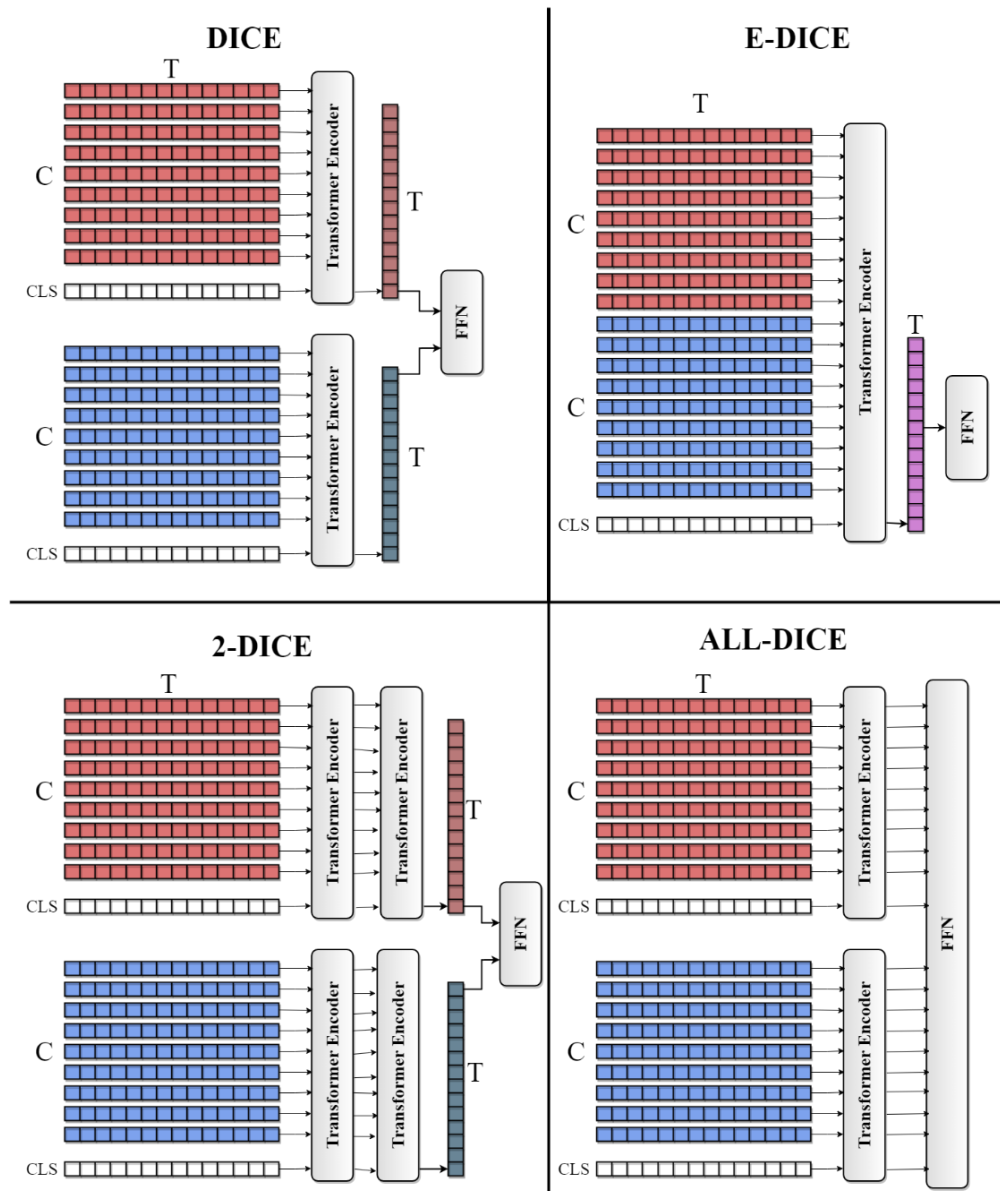 DICE
T
C
Transformer Encoder
T
CLS
FFN
C
Transformer Encoder
T
CLS
E-DICE
T
C
Transformer Encoder
T
C
FFN
CLS
2-DICE
T
C
Transformer Encoder
Transformer Encoder
T
CLS
FFN
C
Transformer Encoder
Transformer Encoder
T
CLS
ALL-DICE
T
C
Transformer Encoder
CLS
FFN
C
Transformer Encoder
CLS